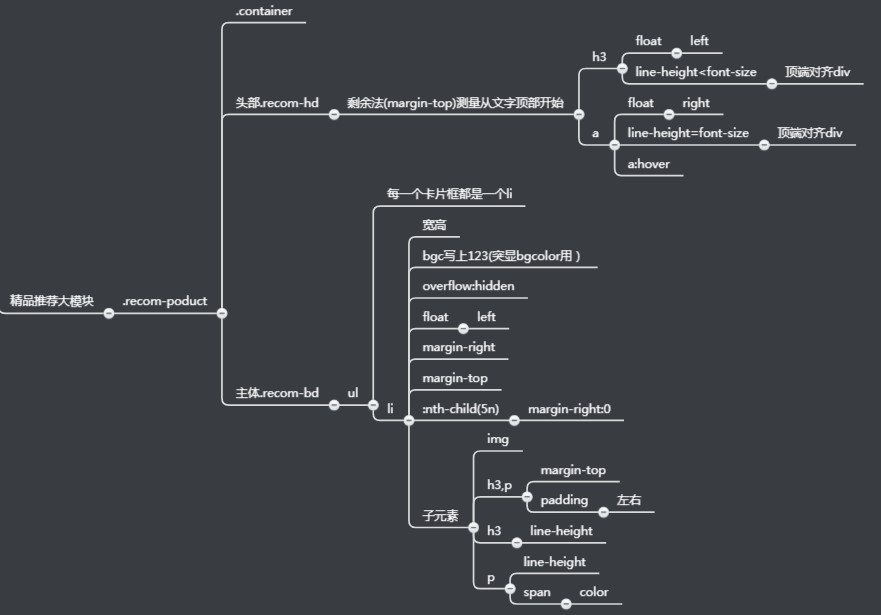 精品推荐大模块
.recom-poduct
.container
头部.recom-hd
剩余法(margin-top)测量从文字顶部开始
h3
float
left
line-height<font-size
顶端对齐div
a
float
right
line-height=font-size
顶端对齐div
a:hover
主体.recom-bd
ul
每一个卡片框都是一个li
li
宽高
bgc写上123(突显bgcolor用）
overflow:hidden
float
left
margin-right
margin-top
:nth-child(5n)
margin-right:0
子元素
img
h3,p
margin-top
padding
左右
h3
line-height
p
line-height
span
color